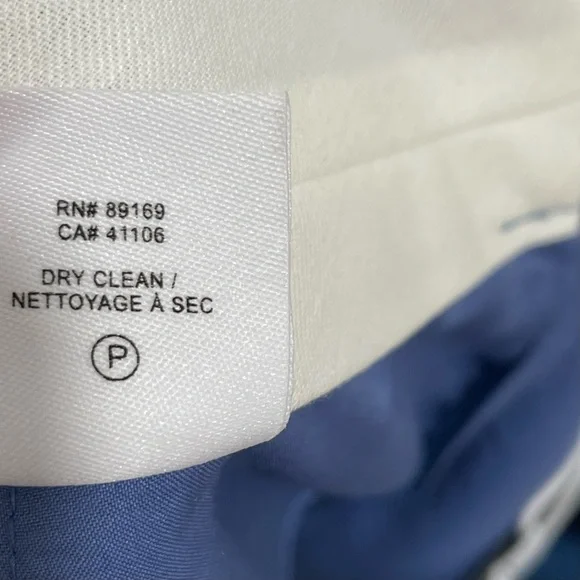 RN# 89169
CA# 41106
DRY CLEAN /
NETTOYAGE À SEC
P